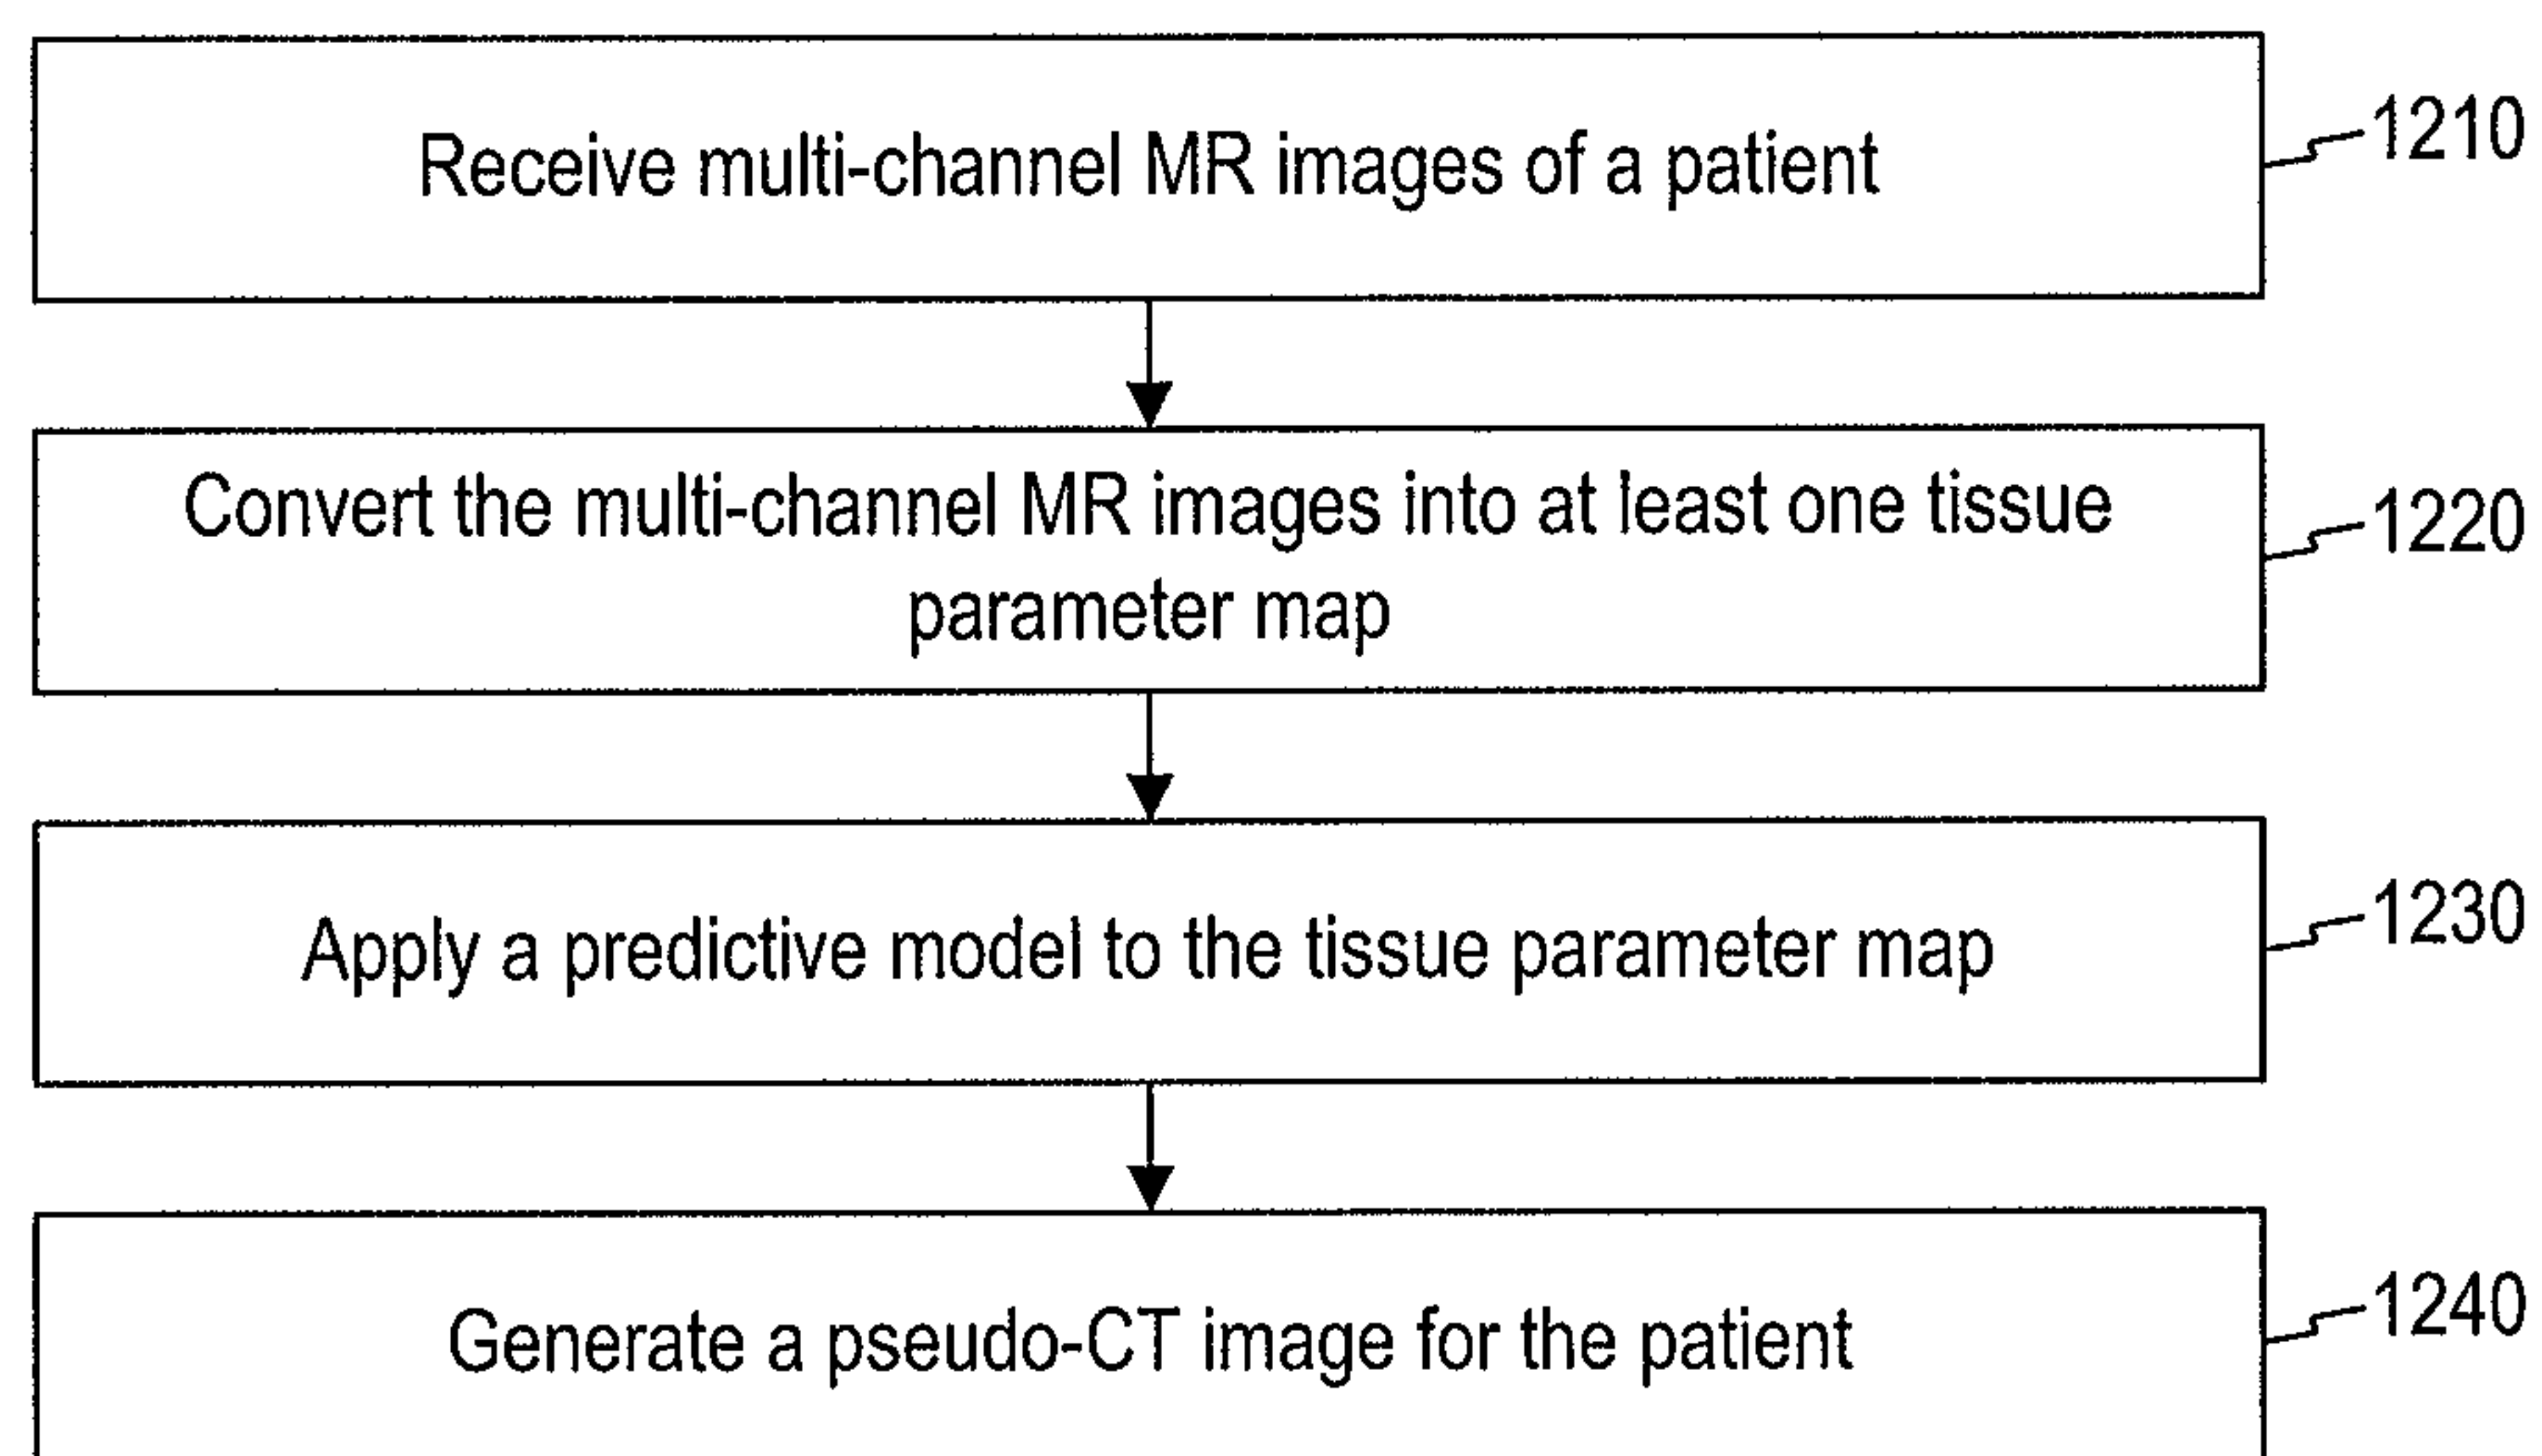 Receive multi-channel MR images of a patient
1210
Convert the multi-channel MR images into at least one tissue
parameter map
1220
Apply a predictive model to the tissue parameter map
1230
Generate a pseudo-CT image for the patient
1240